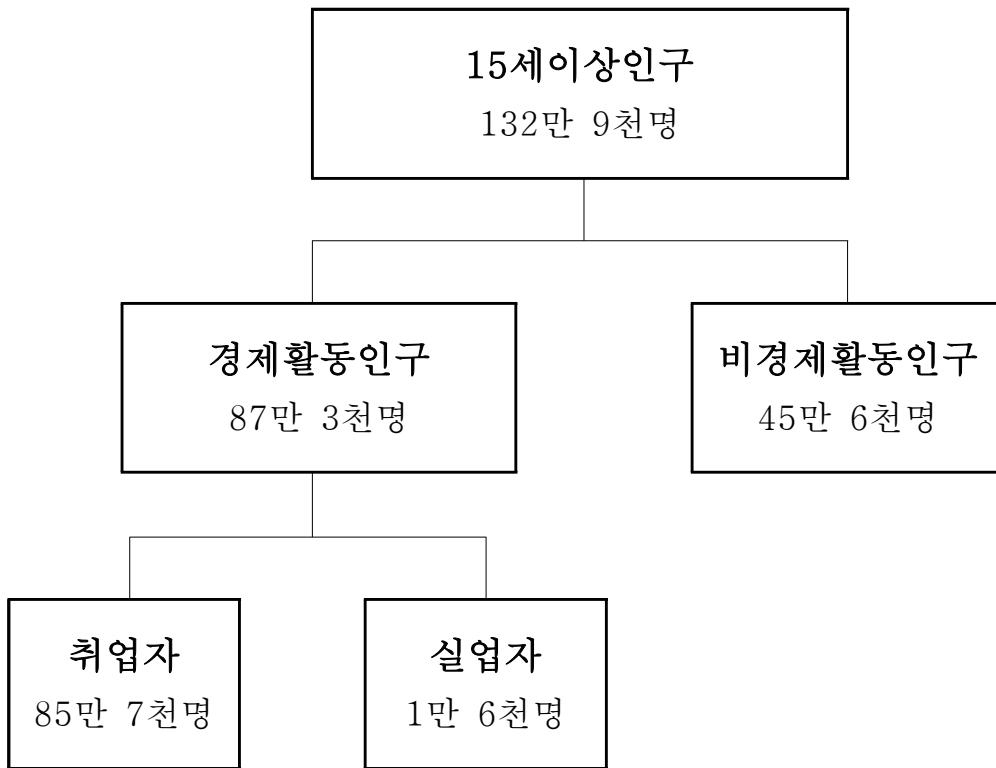 15세이상인구
132만 9천명
경제활동인구
87만 3천명
비경제활동인구
45만 6천명
취업자
85만 7천명
실업자
1만 6천명